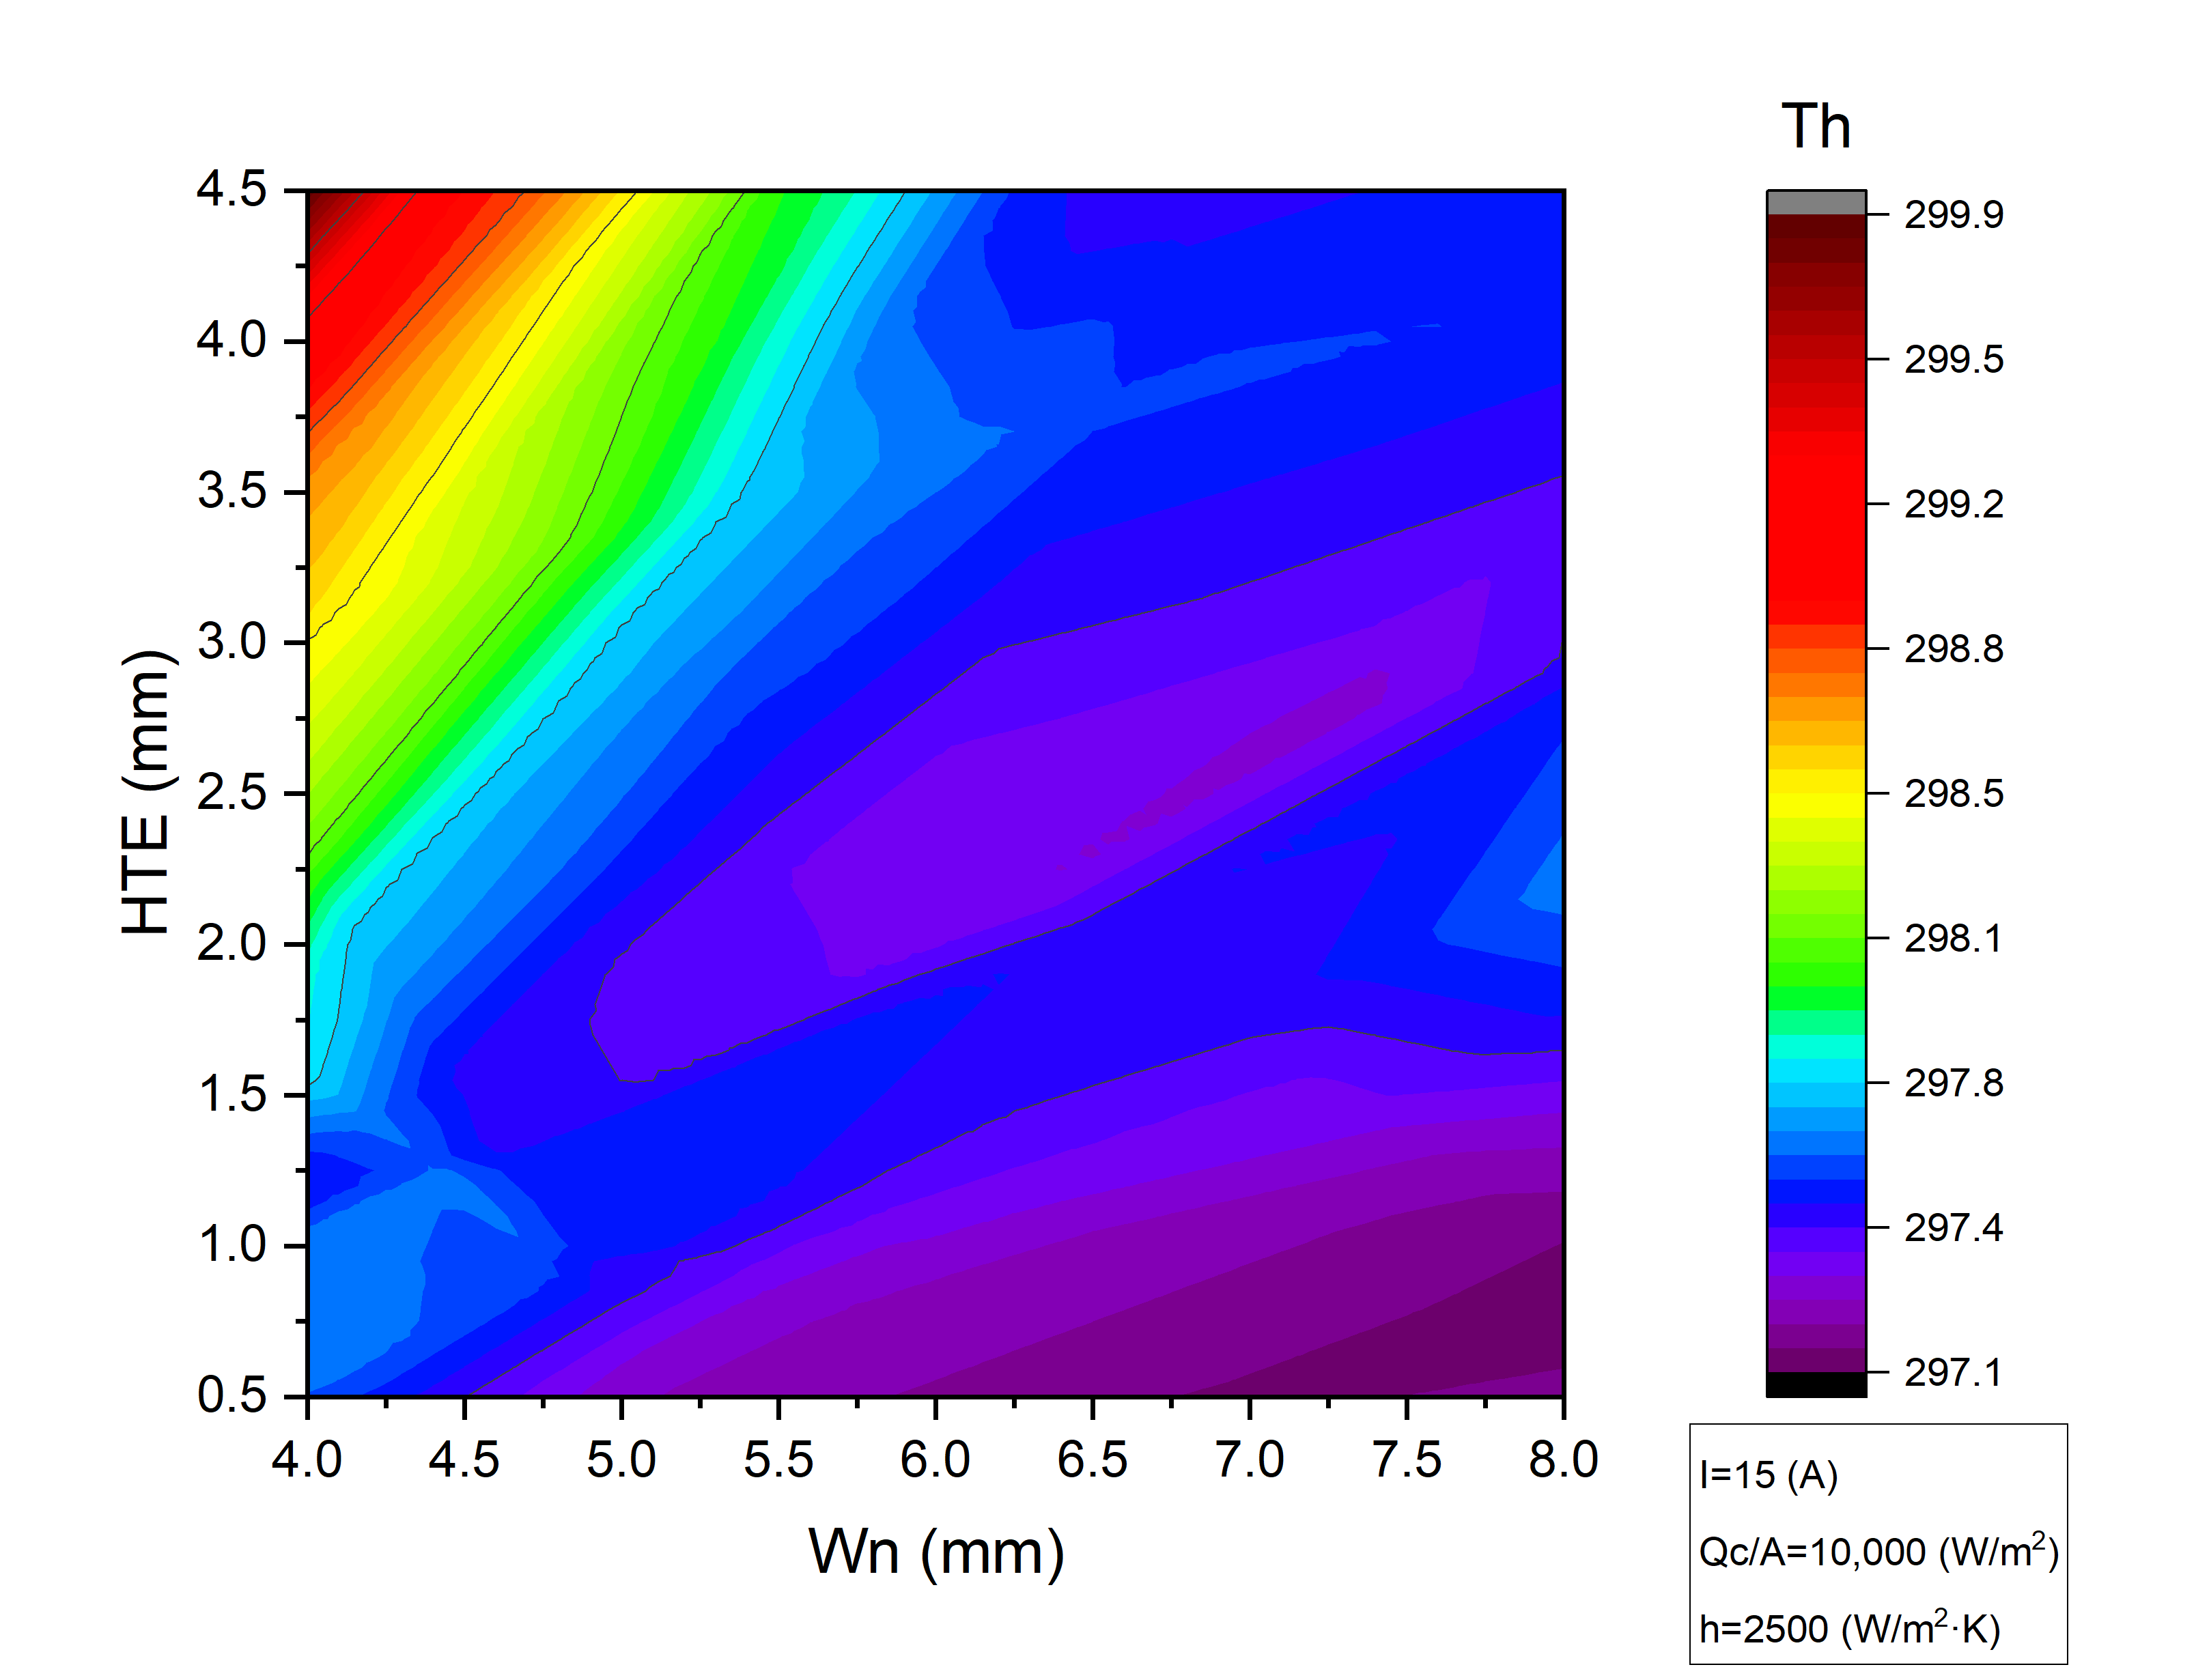 Th
4.5
4.0
3.5
3.0
2.5
2.0
1.5
1.0
0.5
HTE (mm)
4.0 4.5 5.0 5.5 6.0 6.5 7.0 7.5 8.0
Wn (mm)
299.9
299.5
299.2
298.8
298.5
298.1
297.8
297.4
297.1
I=15 (A)
Qc/A=10,000 (W/m²)
h=2500 (W/m²·K)